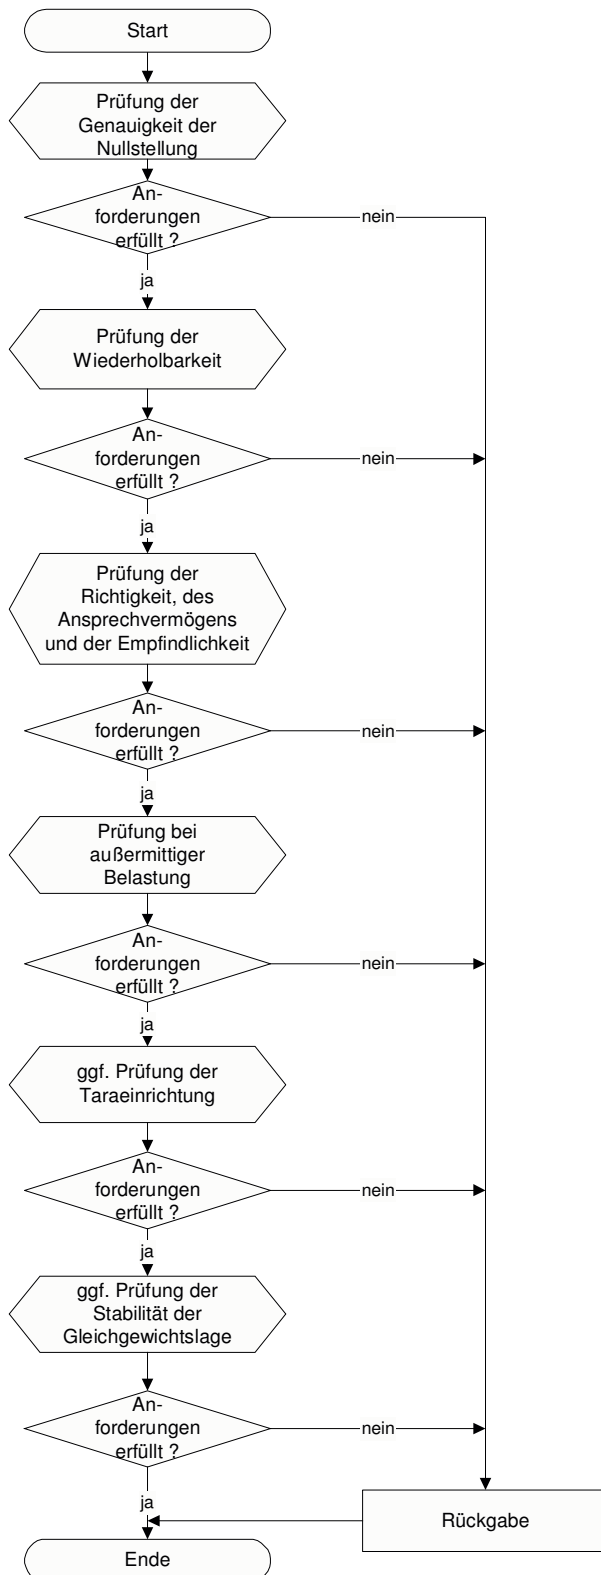 Start
Prüfung der
Genauigkeit der
Nullstellung
An-
forderungen
erfüllt ?
nein
ja
Prüfung der
Wiederholbarkeit
An-
forderungen
erfüllt ?
nein
ja
Prüfung der
Richtigkeit, des
Ansprechvermögens
und der Empfindlichkeit
An-
forderungen
erfüllt ?
nein
ja
Prüfung bei
außermittiger
Belastung
An-
forderungen
erfüllt ?
nein
ja
ggf. Prüfung der
Taraeinrichtung
An-
forderungen
erfüllt ?
nein
ja
ggf. Prüfung der
Stabilität der
Gleichgewichtslage
An-
forderungen
erfüllt ?
nein
ja
Rückgabe
Ende